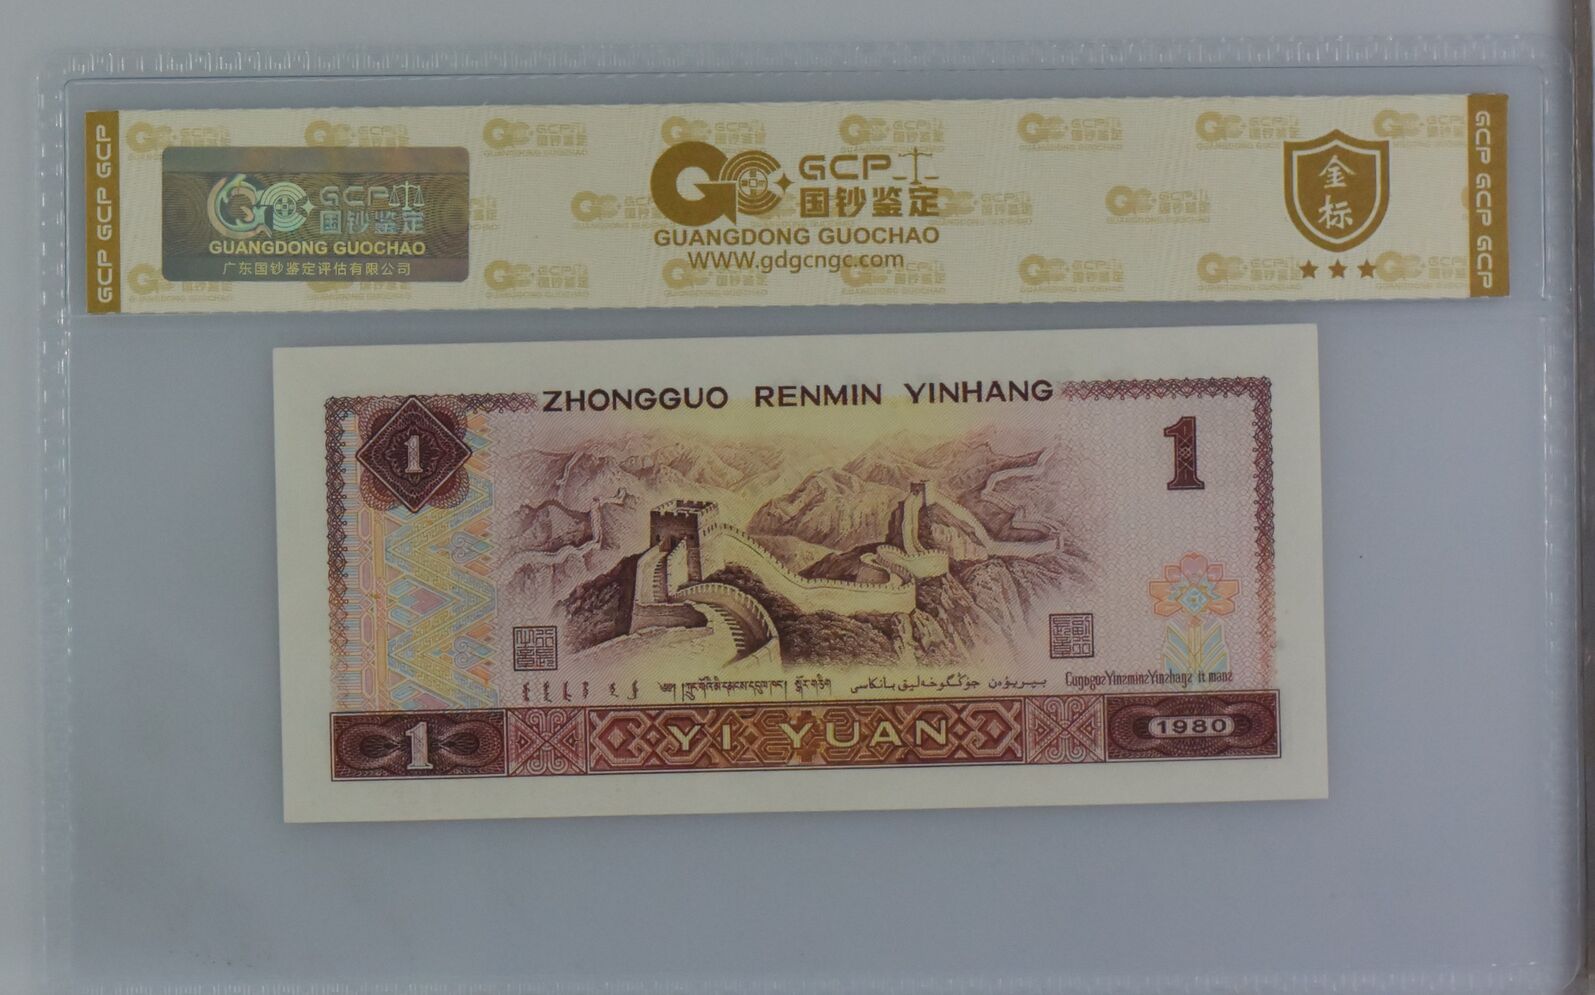 GCP GCP GCP
GCP
国钞鉴定
GUANGDONG GUOCHAO
广东国钞鉴定评估有限公司
GCP
国钞鉴定
GUANGDONG GUOCHAO
WWW.gdgcngc.com
金
标
GCP GCP GCP
ZHONGGUO RENMIN YINHANG
1
1
YI YUAN
1
1980